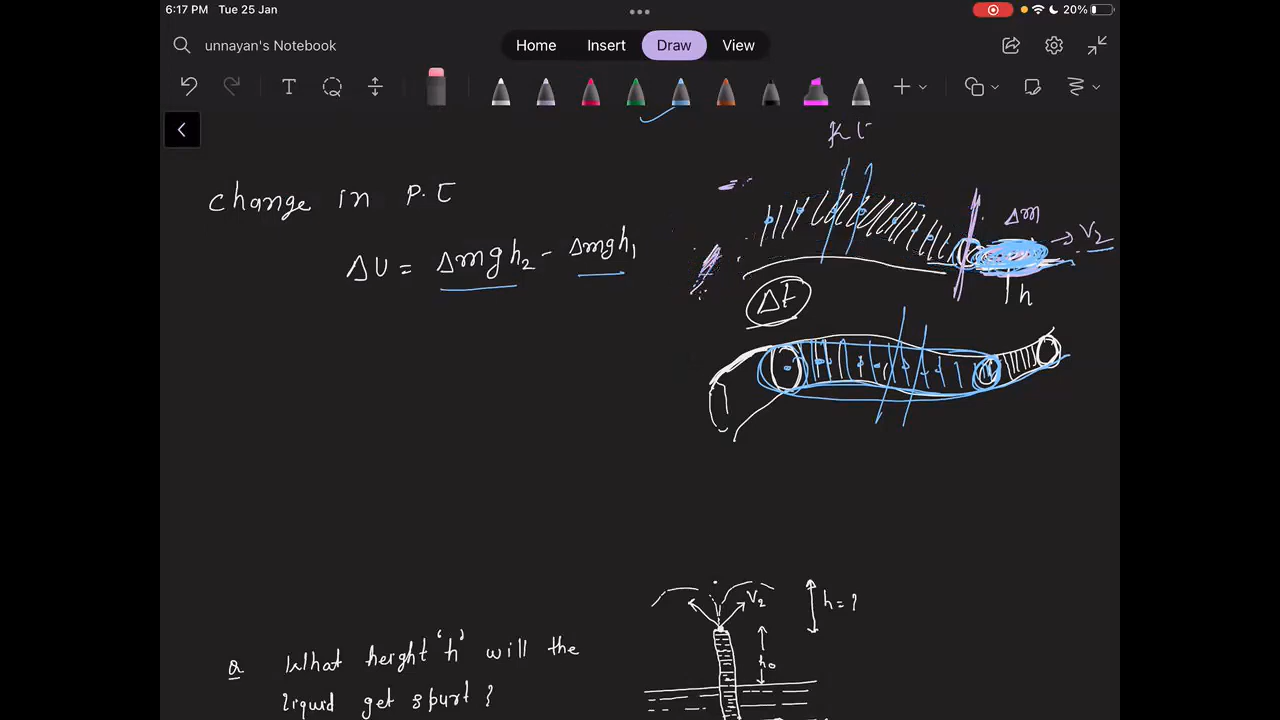 6:17 PM Tue 25 Jan
20%
unnayan's Notebook
Home Insert Draw View
K E
change in P.E
ΔU = Δmgh₂ - Δmgh₁
Δm
→ V₂
h
Δt
V₂
h = ?
h₀
Q What height 'h' will the
liquid get spurt ?